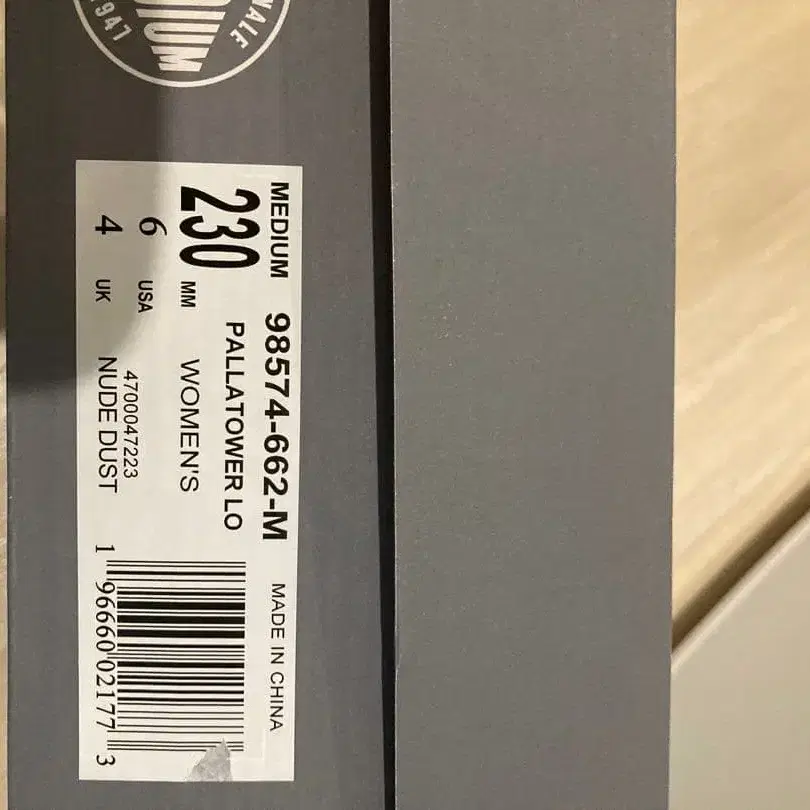 1947
MEDIUM 98574-662-M MADE IN CHINA
230 MM PALLATOWER LO
WOMEN'S
6 USA
4700047223
4 UK NUDE DUST
1 96660 02177 3